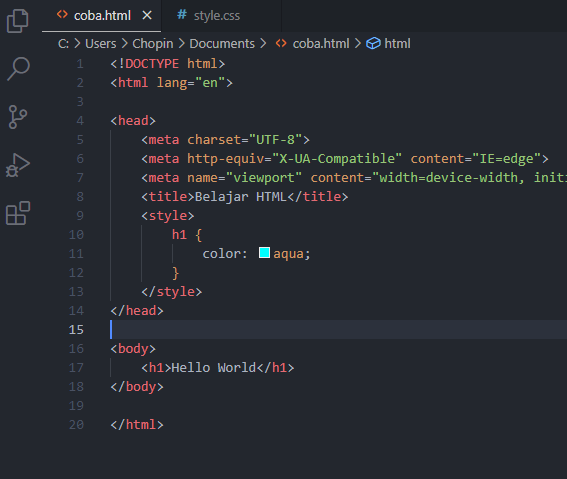 coba.html
style.css
C: > Users > Chopin > Documents > coba.html > html
1 <!DOCTYPE html>
2 <html lang="en">
3
4 <head>
5     <meta charset="UTF-8">
6     <meta http-equiv="X-UA-Compatible" content="IE=edge">
7     <meta name="viewport" content="width=device-width, initi
8     <title>Belajar HTML</title>
9     <style>
10         h1 {
11             color: aqua;
12         }
13     </style>
14 </head>
15
16 <body>
17     <h1>Hello World</h1>
18 </body>
19
20 </html>